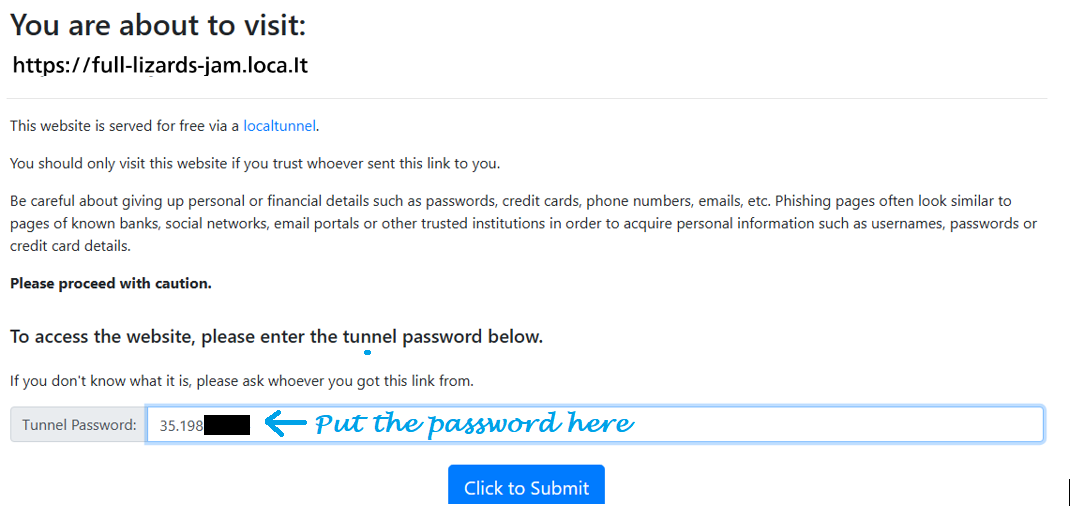 You are about to visit:
https://full-lizards-jam.loca.lt
This website is served for free via a localtunnel.
You should only visit this website if you trust whoever sent this link to you.
Be careful about giving up personal or financial details such as passwords, credit cards, phone numbers, emails, etc. Phishing pages often look similar to
pages of known banks, social networks, email portals or other trusted institutions in order to acquire personal information such as usernames, passwords or
credit card details.
Please proceed with caution.
To access the website, please enter the tunnel password below.
If you don't know what it is, please ask whoever you got this link from.
Tunnel Password: 35.198 Put the password here
Click to Submit